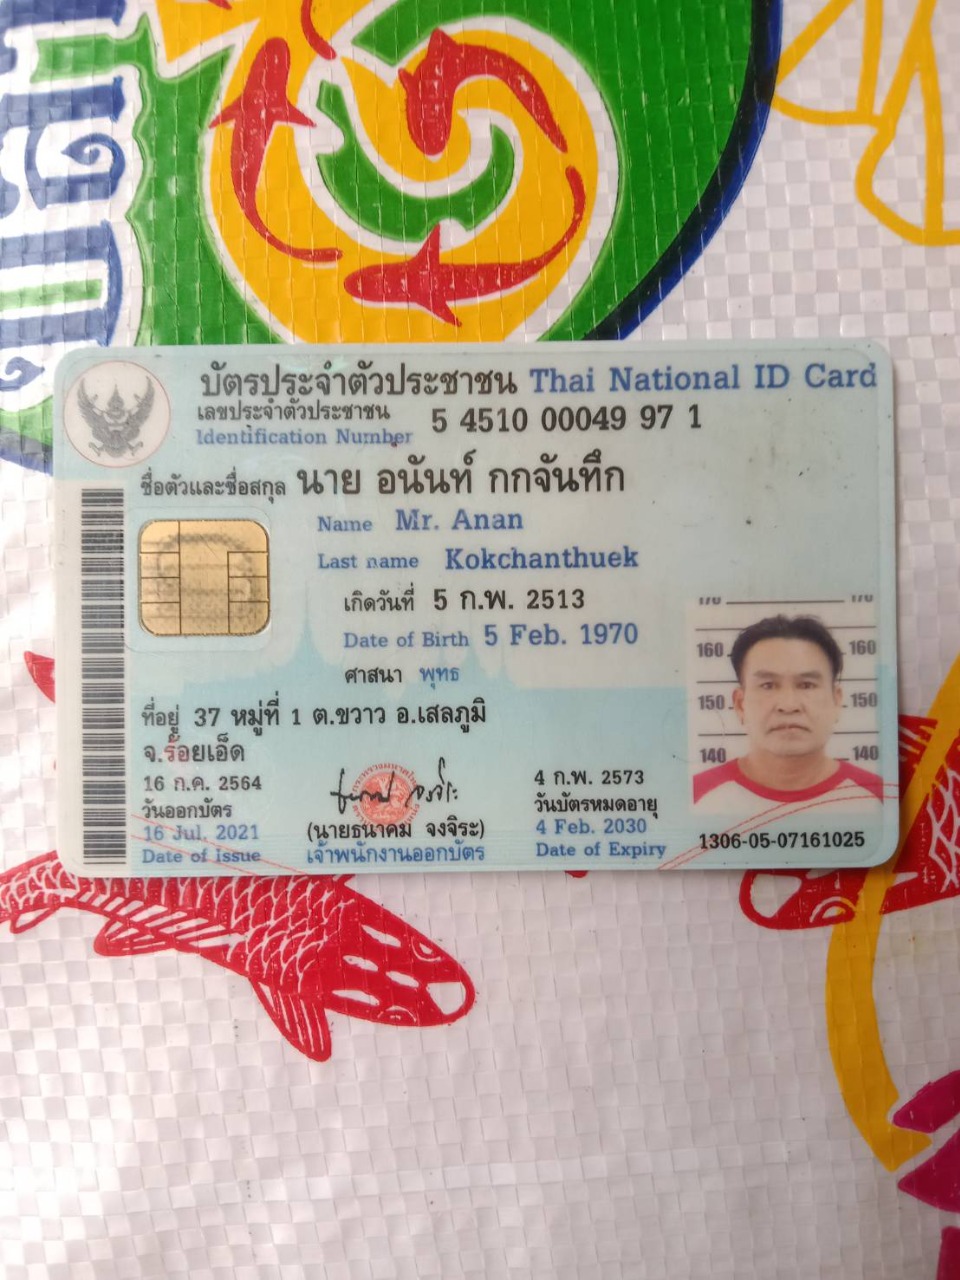 บัตรประจำตัวประชาชน Thai National ID Card
เลขประจำตัวประชาชน 5 4510 00049 97 1
Identification Number
ชื่อตัวและชื่อสกุล นาย อนันท์ กกจันทึก
Name Mr. Anan
Last name Kokchanthuek
เกิดวันที่ 5 ก.พ. 2513
Date of Birth 5 Feb. 1970
ศาสนา พุทธ
ที่อยู่ 37 หมู่ที่ 1 ต.ขวาว อ.เสลภูมิ
จ.ร้อยเอ็ด
16 ก.ค. 2564
วันออกบัตร
16 Jul. 2021
Date of Issue
(นายธนาคม จงจิระ)
เจ้าพนักงานออกบัตร
4 ก.พ. 2573
วันบัตรหมดอายุ
4 Feb. 2030
Date of Expiry
170 170
160 160
150 150
140 140
1306-05-07161025